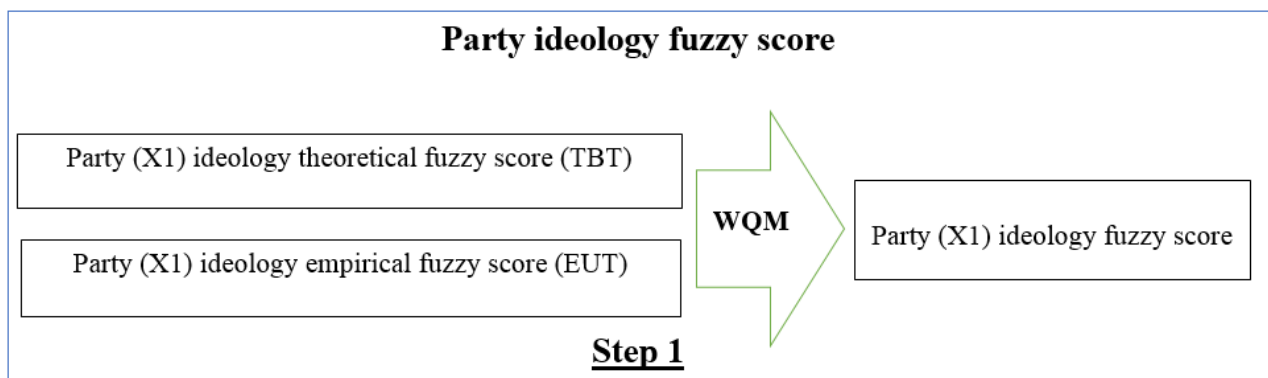 Party ideology fuzzy score
Party (X1) ideology theoretical fuzzy score (TBT)
Party (X1) ideology empirical fuzzy score (EUT)
WQM
Party (X1) ideology fuzzy score
Step 1